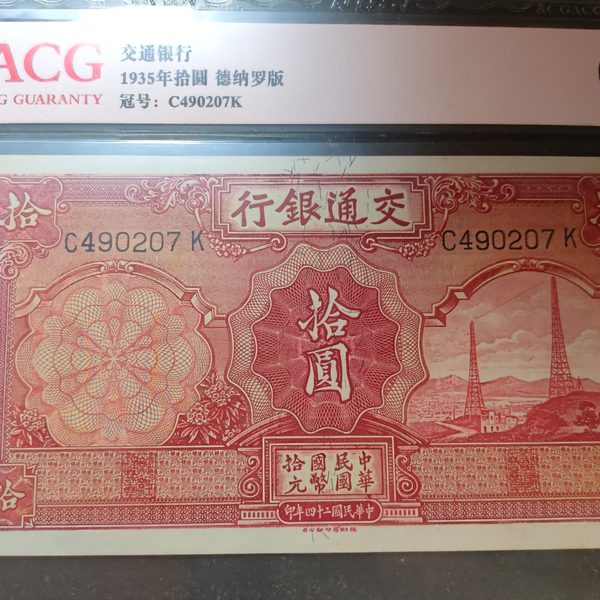 ACG
NG GUARANTY
交通银行
1935年拾圓 德纳罗版
冠号：C490207K
拾
行銀通交
C490207 K
C490207 K
拾圓
中華民國國幣拾元
印年四十二國民華中
拾